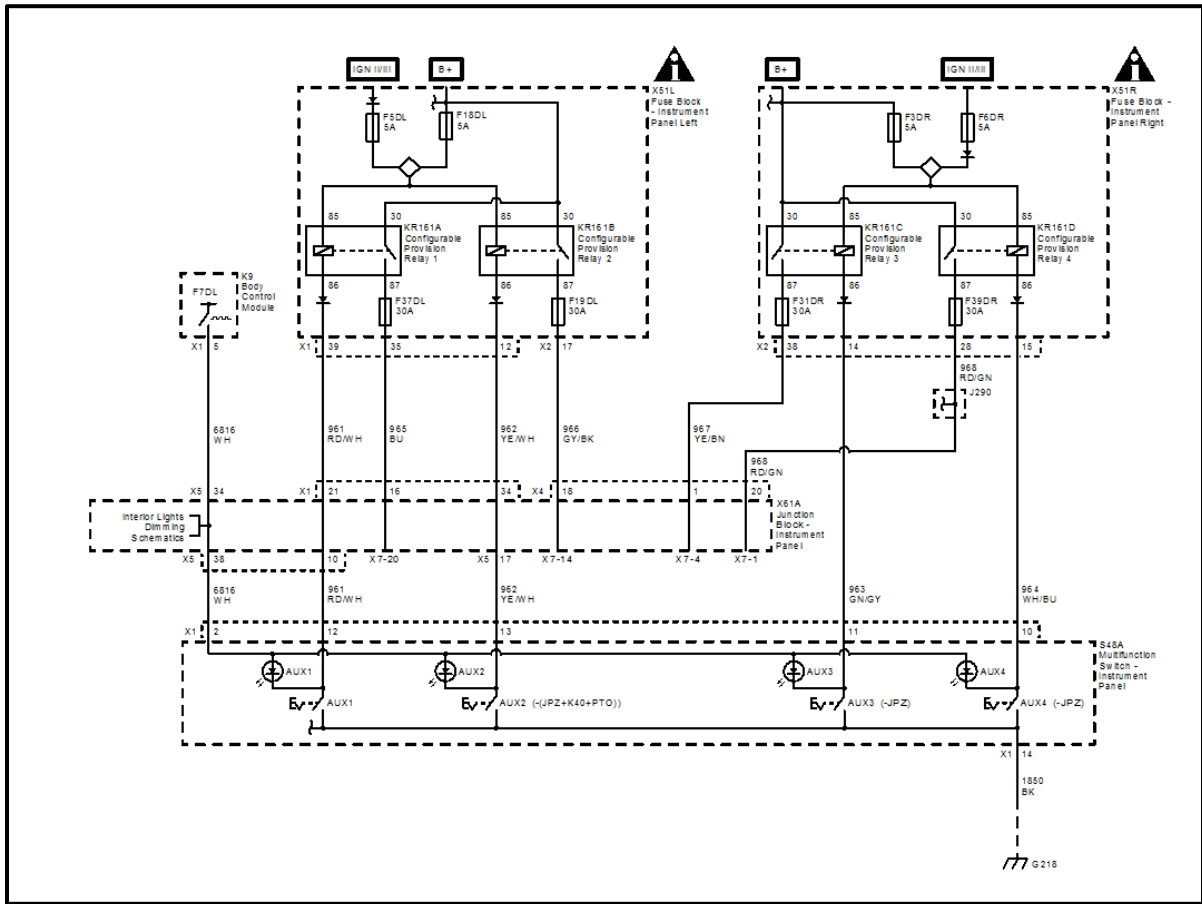 IGN II/III
B+
B+
IGN II/III
X51L
Fuse Block
- Instrument
Panel Left
X51R
Fuse Block -
Instrument
Panel Right
F5DL
5A
F18DL
5A
F3DR
5A
F6DR
5A
85
30
85
30
30
85
30
85
KR161A
Configurable
Provision
Relay 1
KR161B
Configurable
Provision
Relay 2
KR161C
Configurable
Provision
Relay 3
KR161D
Configurable
Provision
Relay 4
86
87
86
87
87
86
87
86
K9
Body
Control
Module
F7DL
F37DL
30A
F19DL
30A
F31DR
30A
F39DR
30A
X1
5
X1
39
35
12
X2
17
X2
38
14
28
15
968
RD/GN
J290
6816
WH
961
RD/WH
965
BU
962
YE/WH
966
GY/BK
967
YE/BN
968
RD/GN
X5
34
X1
21
16
34
X4
18
1
20
X61A
Junction
Block -
Instrument
Panel
Interior Lights
Dimming
Schematics
X5
38
10
X7-20
X5
17
X7-14
X7-4
X7-1
6816
WH
961
RD/WH
962
YE/WH
963
GN/GY
964
WH/BU
X1
2
12
13
11
10
S48A
Multifunction
Switch -
Instrument
Panel
AUX1
AUX2
AUX3
AUX4
AUX1
AUX2 (-(JPZ+K40+PTO))
AUX3 (-JPZ)
AUX4 (-JPZ)
X1
14
1850
BK
G218